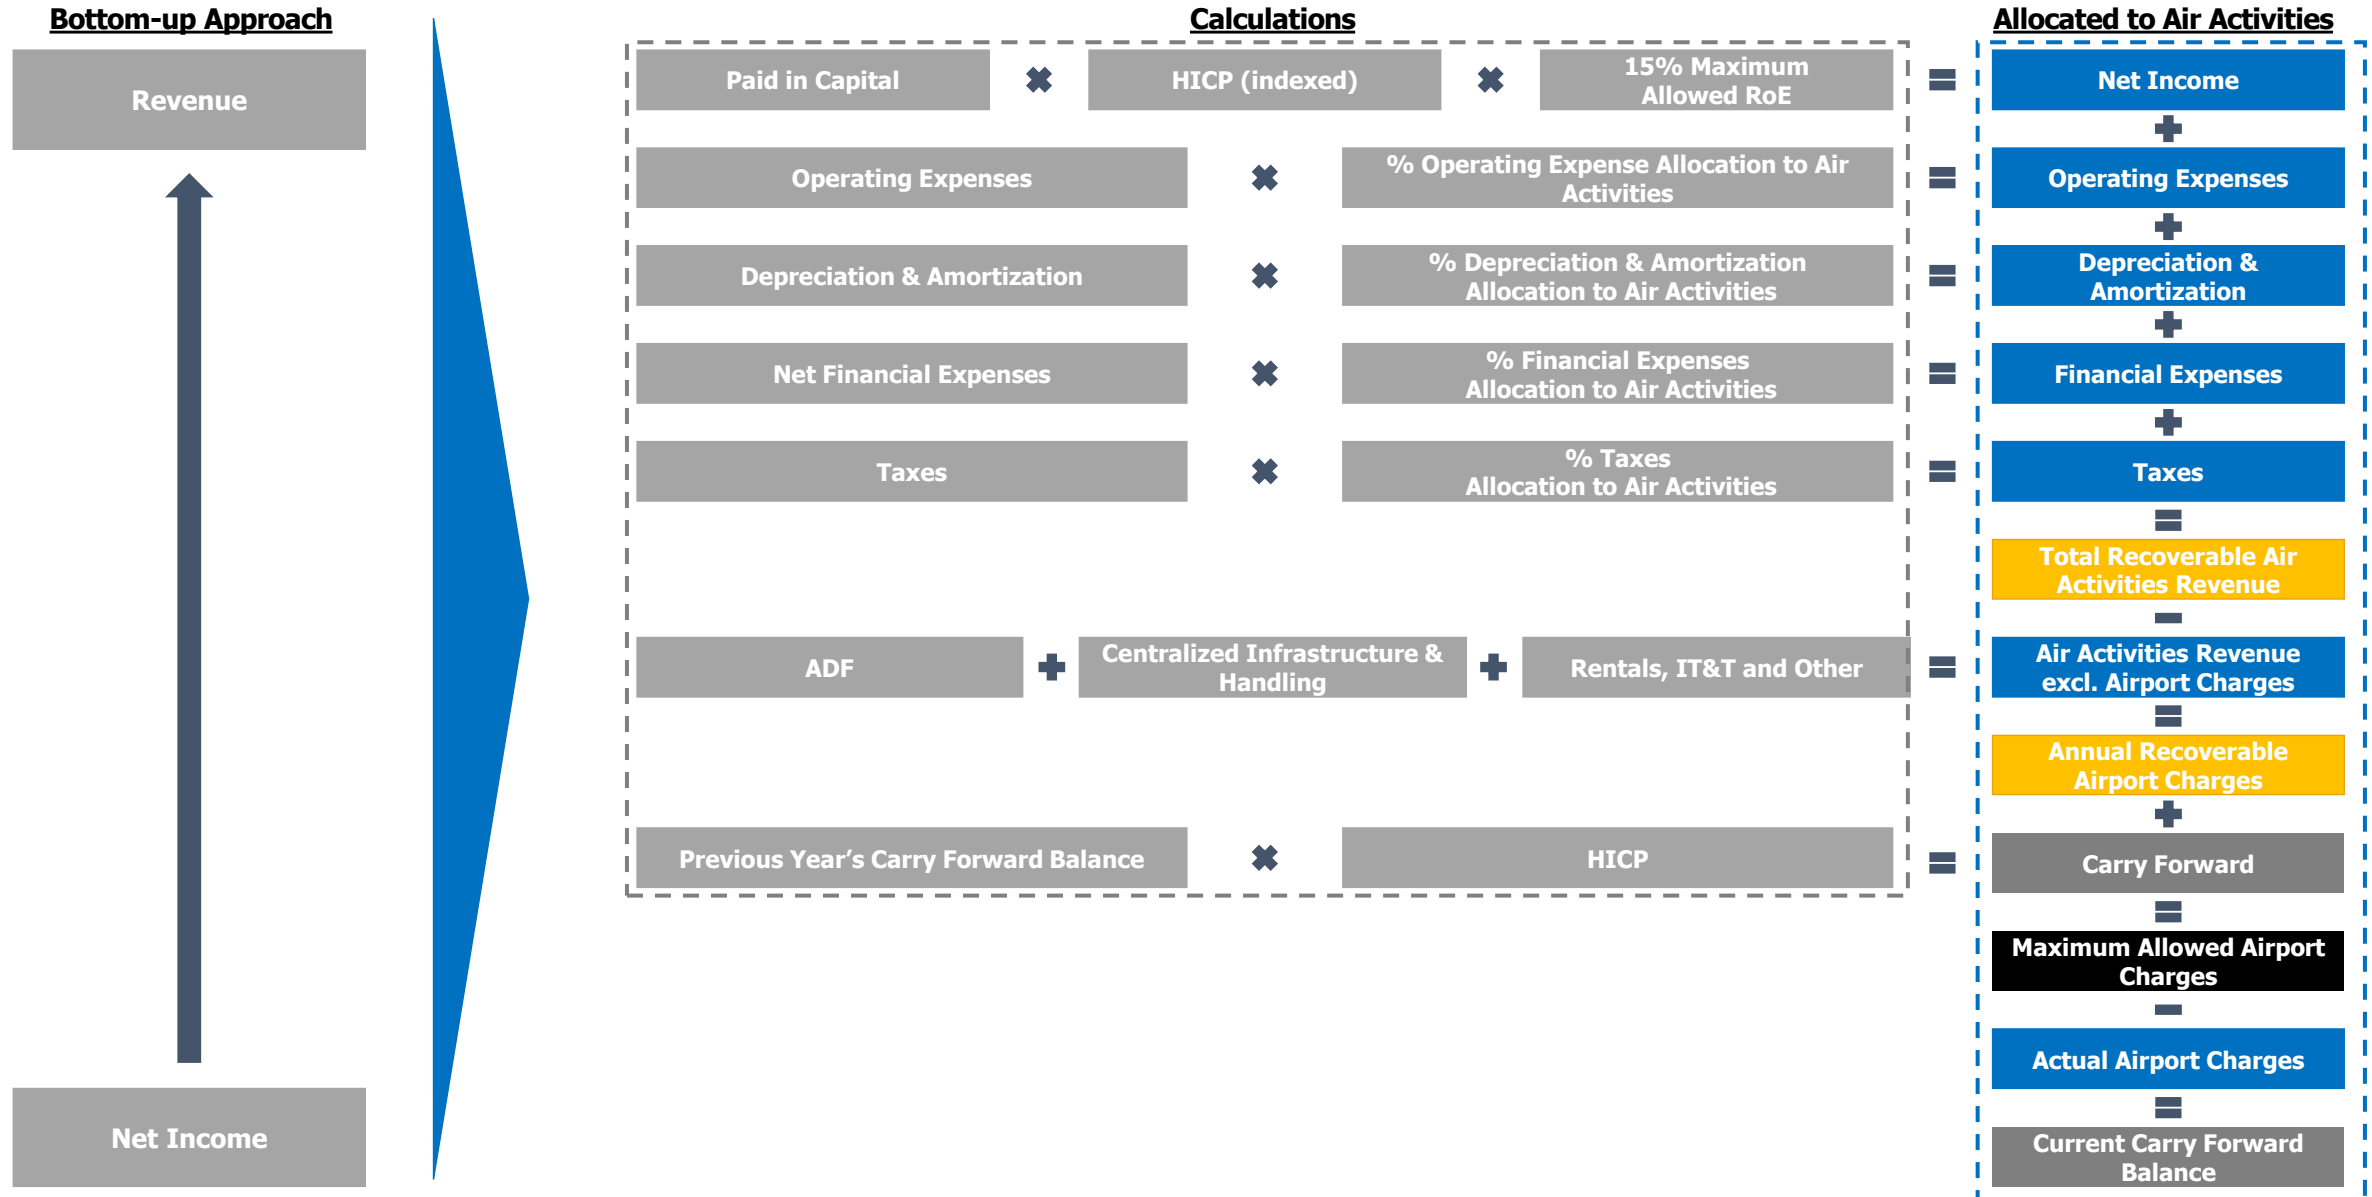 Bottom-up Approach
Calculations
Allocated to Air Activities
Revenue
Net Income
Paid in Capital
HICP (indexed)
15% Maximum
Allowed RoE
Net Income
Operating Expenses
% Operating Expense Allocation to Air
Activities
Operating Expenses
Depreciation & Amortization
% Depreciation & Amortization
Allocation to Air Activities
Depreciation &
Amortization
Net Financial Expenses
% Financial Expenses
Allocation to Air Activities
Financial Expenses
Taxes
% Taxes
Allocation to Air Activities
Taxes
Total Recoverable Air
Activities Revenue
ADF
Centralized Infrastructure &
Handling
Rentals, IT&T and Other
Air Activities Revenue
excl. Airport Charges
Annual Recoverable
Airport Charges
Previous Year’s Carry Forward Balance
HICP
Carry Forward
Maximum Allowed Airport
Charges
Actual Airport Charges
Current Carry Forward
Balance